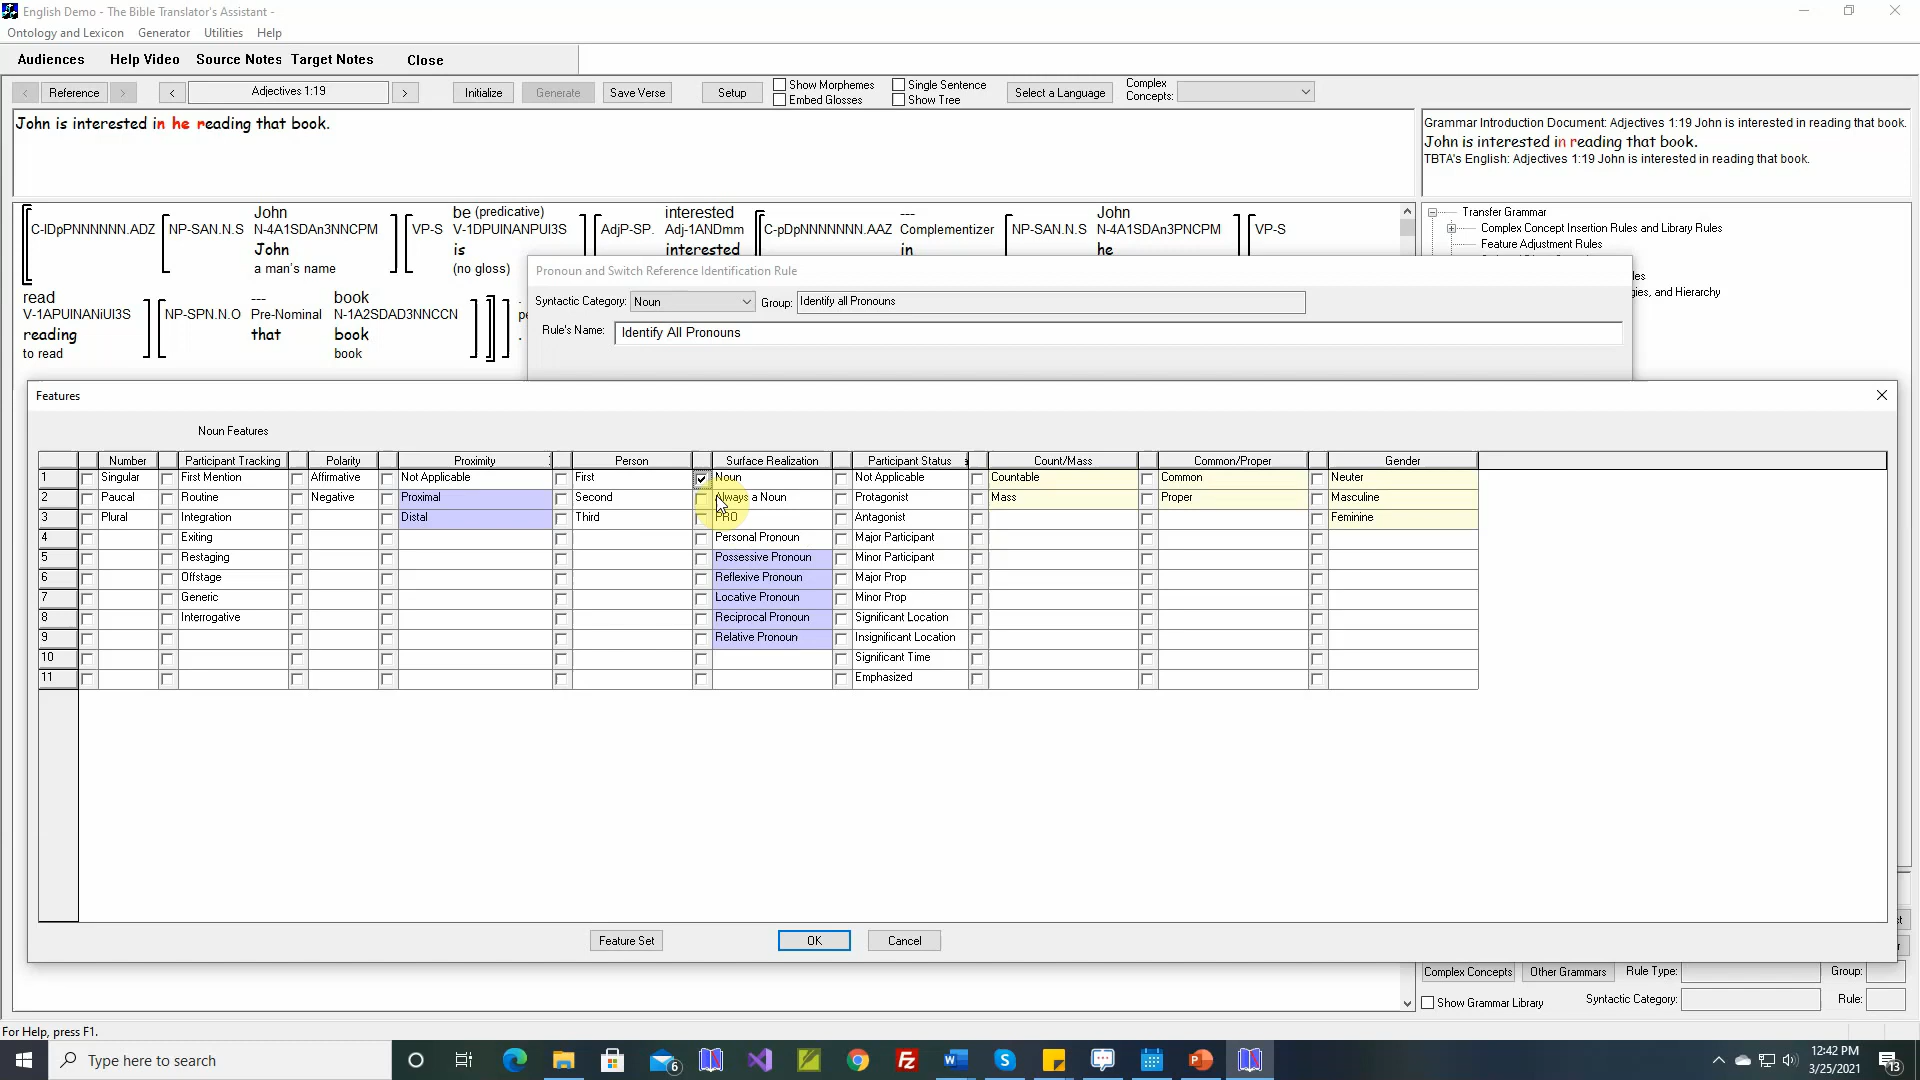 English Demo - The Bible Translator's Assistant -
Ontology and Lexicon Generator Utilities Help
Audiences Help Video Source Notes Target Notes Close
< Reference > < Adjectives 1:19 > Initialize Generate Save Verse Setup Show Morphemes Embed Glosses Single Sentence Show Tree Select a Language Complex Concepts:
John is interested in he reading that book.
Grammar Introduction Document: Adjectives 1:19 John is interested in reading that book.
John is interested in reading that book.
TBTA's English: Adjectives 1:19 John is interested in reading that book.
John be (predicative) interested --- John
C-IDpPNNNNNN.ADZ NP-SAN.N.S N-4A1SDAn3NNCPM VP-S V-1DPUINANPUI3S AdjP-SP. Adj-1ANDmm C-pDpNNNNNNN.AAZ Complementizer NP-SAN.N.S N-4A1SDAn3PNCPM VP-S
John is interested in he
a man's name (no gloss)
read --- book
V-1APUINANiUI3S NP-SPN.N.O Pre-Nominal N-1A2SDAD3NNCCN
reading that book .
to read book
Transfer Grammar
Complex Concept Insertion Rules and Library Rules
Feature Adjustment Rules
les
gies, and Hierarchy
Pronoun and Switch Reference Identification Rule
Syntactic Category: Noun Group: Identify all Pronouns
Rule's Name: Identify All Pronouns
Features
Noun Features
Number Participant Tracking Polarity Proximity Person Surface Realization Participant Status Count/Mass Common/Proper Gender
1 Singular First Mention Affirmative Not Applicable First Noun Not Applicable Countable Common Neuter
2 Paucal Routine Negative Proximal Second Always a Noun Protagonist Mass Proper Masculine
3 Plural Integration Distal Third PRO Antagonist Feminine
4 Exiting Personal Pronoun Major Participant
5 Restaging Possessive Pronoun Minor Participant
6 Offstage Reflexive Pronoun Major Prop
7 Generic Locative Pronoun Minor Prop
8 Interrogative Reciprocal Pronoun Significant Location
9 Relative Pronoun Insignificant Location
10 Significant Time
11 Emphasized
Feature Set OK Cancel
Complex Concepts Other Grammars Rule Type: Group:
Show Grammar Library Syntactic Category: Rule:
For Help, press F1.
Type here to search
6
12:42 PM
3/25/2021
13